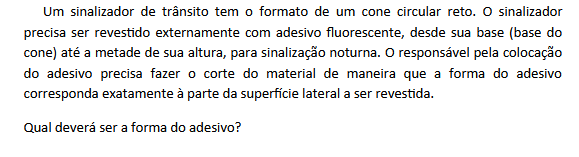 Um sinalizador de trânsito tem o formato de um cone circular reto. O sinalizador
precisa ser revestido externamente com adesivo fluorescente, desde sua base (base do
cone) até a metade de sua altura, para sinalização noturna. O responsável pela colocação
do adesivo precisa fazer o corte do material de maneira que a forma do adesivo
corresponda exatamente à parte da superfície lateral a ser revestida.
Qual deverá ser a forma do adesivo?